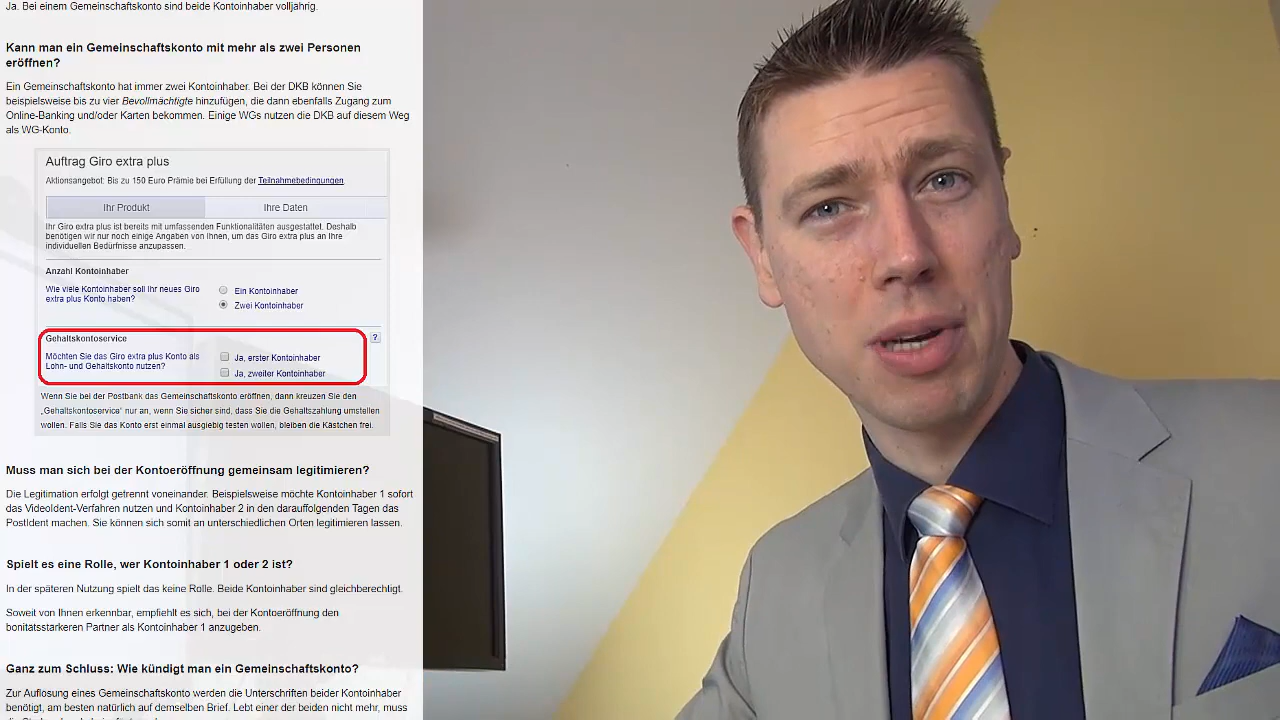 Ja. Bei einem Gemeinschaftskonto sind beide Kontoinhaber volljährig.
Kann man ein Gemeinschaftskonto mit mehr als zwei Personen
eröffnen?
Ein Gemeinschaftskonto hat immer zwei Kontoinhaber. Bei der DKB können Sie
beispielsweise bis zu vier Bevollmächtigte hinzufügen, die dann ebenfalls Zugang zum
Online-Banking und/oder Karten bekommen. Einige WGs nutzen die DKB auf diesem Weg
als WG-Konto.
Auftrag Giro extra plus
Aktionsangebot: Bis zu 150 Euro Prämie bei Erfüllung der Teilnahmebedingungen.
Ihr Produkt Ihre Daten
Ihr Giro extra plus ist bereits mit umfassenden Funktionalitäten ausgestattet. Deshalb
benötigen wir nur noch einige Angaben von Ihnen, um das Giro extra plus an Ihre
individuellen Bedürfnisse anzupassen.
Anzahl Kontoinhaber
Wie viele Kontoinhaber soll Ihr neues Giro
extra plus Konto haben?
Ein Kontoinhaber
Zwei Kontoinhaber
Gehaltskontoservice ?
Möchten Sie das Giro extra plus Konto als
Lohn- und Gehaltskonto nutzen?
Ja, erster Kontoinhaber
Ja, zweiter Kontoinhaber
Wenn Sie bei der Postbank das Gemeinschaftskonto eröffnen, dann kreuzen Sie den
„Gehaltskontoservice“ nur an, wenn Sie sicher sind, dass Sie die Gehaltszahlung umstellen
wollen. Falls Sie das Konto erst einmal ausgiebig testen wollen, bleiben die Kästchen frei.
Muss man sich bei der Kontoeröffnung gemeinsam legitimieren?
Die Legitimation erfolgt getrennt voneinander. Beispielsweise möchte Kontoinhaber 1 sofort
das VideoIdent-Verfahren nutzen und Kontoinhaber 2 in den darauffolgenden Tagen das
PostIdent machen. Sie können sich somit an unterschiedlichen Orten legitimieren lassen.
Spielt es eine Rolle, wer Kontoinhaber 1 oder 2 ist?
In der späteren Nutzung spielt das keine Rolle. Beide Kontoinhaber sind gleichberechtigt.
Soweit von Ihnen erkennbar, empfiehlt es sich, bei der Kontoeröffnung den
bonitätsstärkeren Partner als Kontoinhaber 1 anzugeben.
Ganz zum Schluss: Wie kündigt man ein Gemeinschaftskonto?
Zur Auflösung eines Gemeinschaftskonto werden die Unterschriften beider Kontoinhaber
benötigt, am besten natürlich auf demselben Brief. Lebt einer der beiden nicht mehr, muss